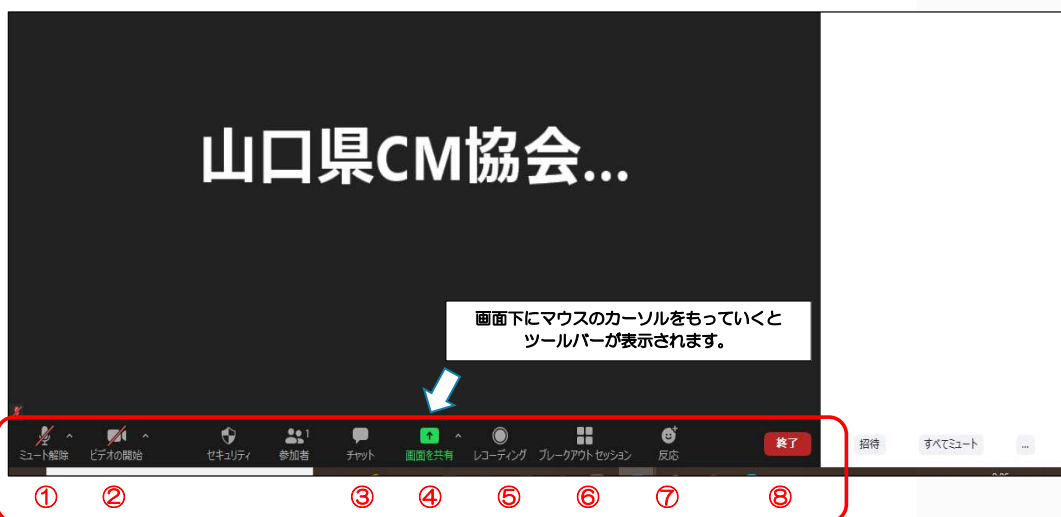 山口県CM協会...
画面下にマウスのカーソルをもっていくと
ツールバーが表示されます。
ミュート解除 ビデオの開始 セキュリティ 参加者 1 チャット 画面を共有 レコーディング ブレークアウト セッション 反応 終了 招待 すべてミュート ...
① ② ③ ④ ⑤ ⑥ ⑦ ⑧